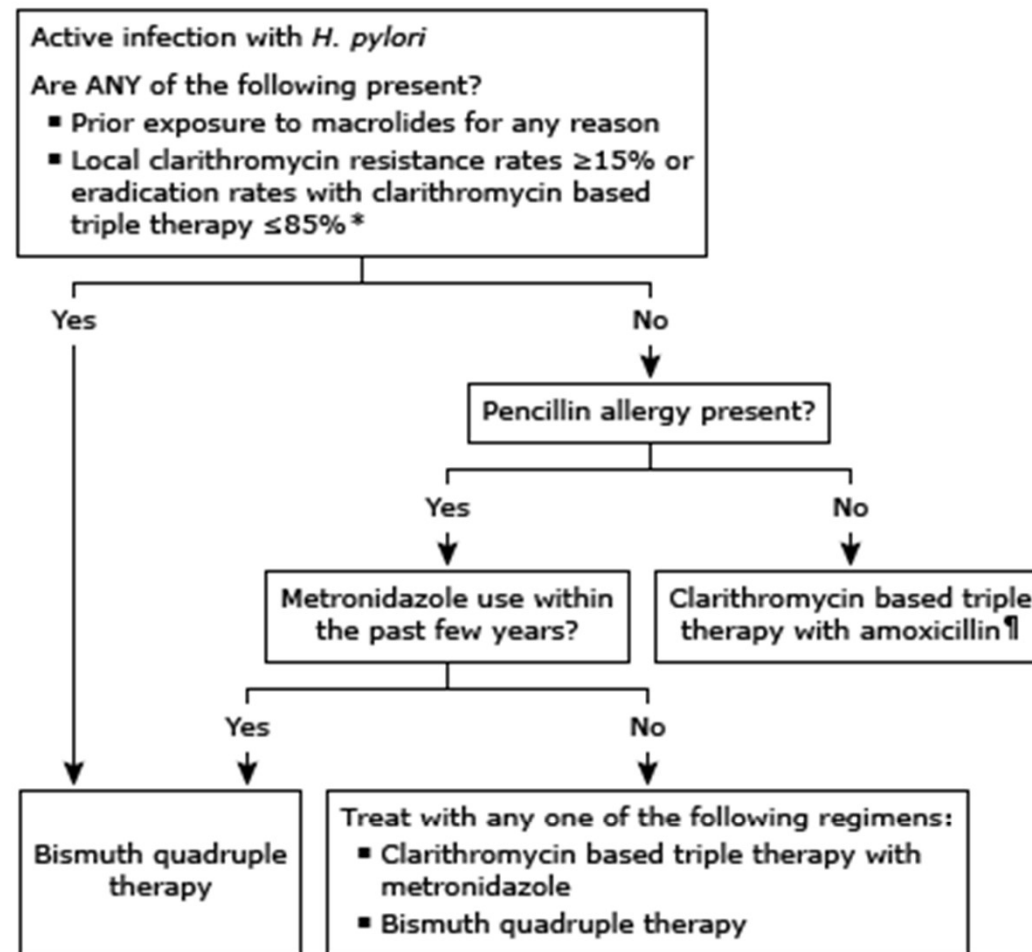 Active infection with H. pylori
Are ANY of the following present?
▪ Prior exposure to macrolides for any reason
▪ Local clarithromycin resistance rates ≥15% or
eradication rates with clarithromycin based
triple therapy ≤85%*
Yes
No
Pencillin allergy present?
Yes
No
Metronidazole use within
the past few years?
Clarithromycin based triple
therapy with amoxicillin¶
Yes
No
Bismuth quadruple
therapy
Treat with any one of the following regimens:
▪ Clarithromycin based triple therapy with
metronidazole
▪ Bismuth quadruple therapy